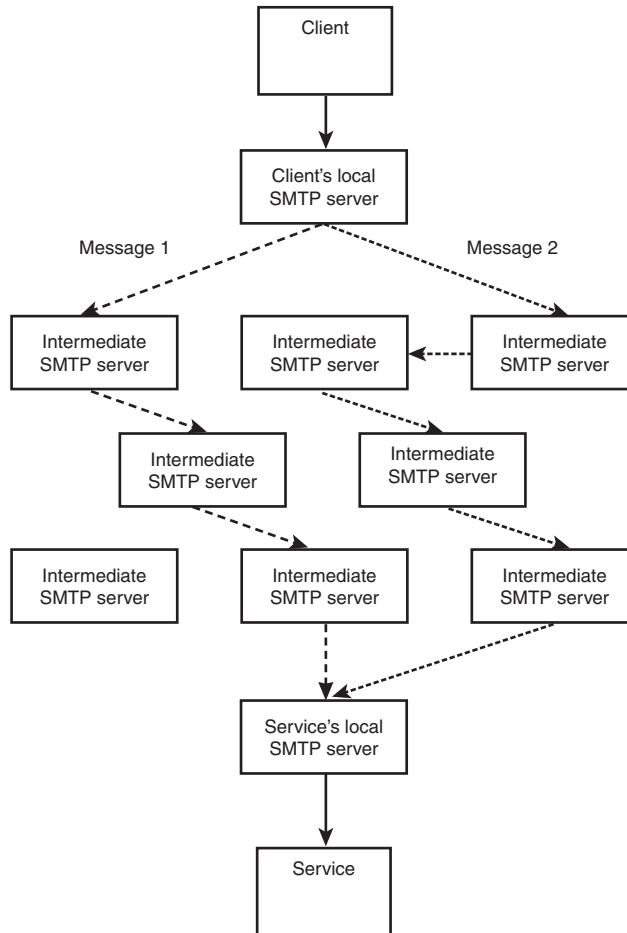 Client
Client's local
SMTP server
Message 1
Message 2
Intermediate
SMTP server
Intermediate
SMTP server
Intermediate
SMTP server
Intermediate
SMTP server
Intermediate
SMTP server
Intermediate
SMTP server
Intermediate
SMTP server
Intermediate
SMTP server
Service's local
SMTP server
Service